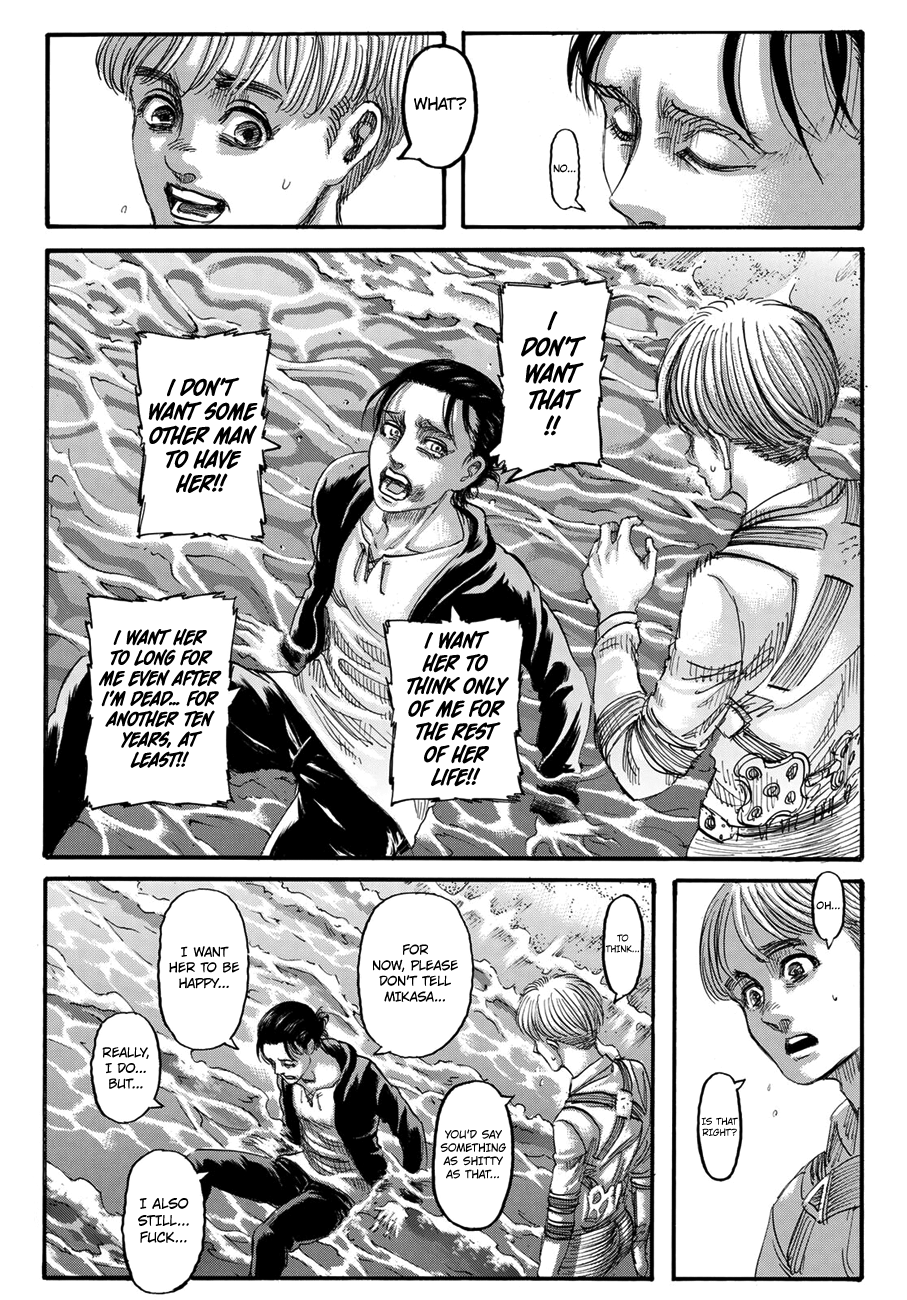 NO...
WHAT?
I
DON'T
WANT
THAT
!!
I DON'T
WANT SOME
OTHER MAN
TO HAVE
HER!!
I WANT
HER TO
THINK ONLY
OF ME FOR
THE REST
OF HER
LIFE!!
I WANT HER
TO LONG FOR
ME EVEN AFTER
I'M DEAD... FOR
ANOTHER TEN
YEARS, AT
LEAST!!
OH...
IS THAT
RIGHT?
TO
THINK...
YOU'D SAY
SOMETHING
AS SHITTY
AS THAT...
FOR
NOW, PLEASE
DON'T TELL
MIKASA...
I WANT
HER TO BE
HAPPY...
REALLY,
I DO...
BUT...
I ALSO
STILL...
FUCK...